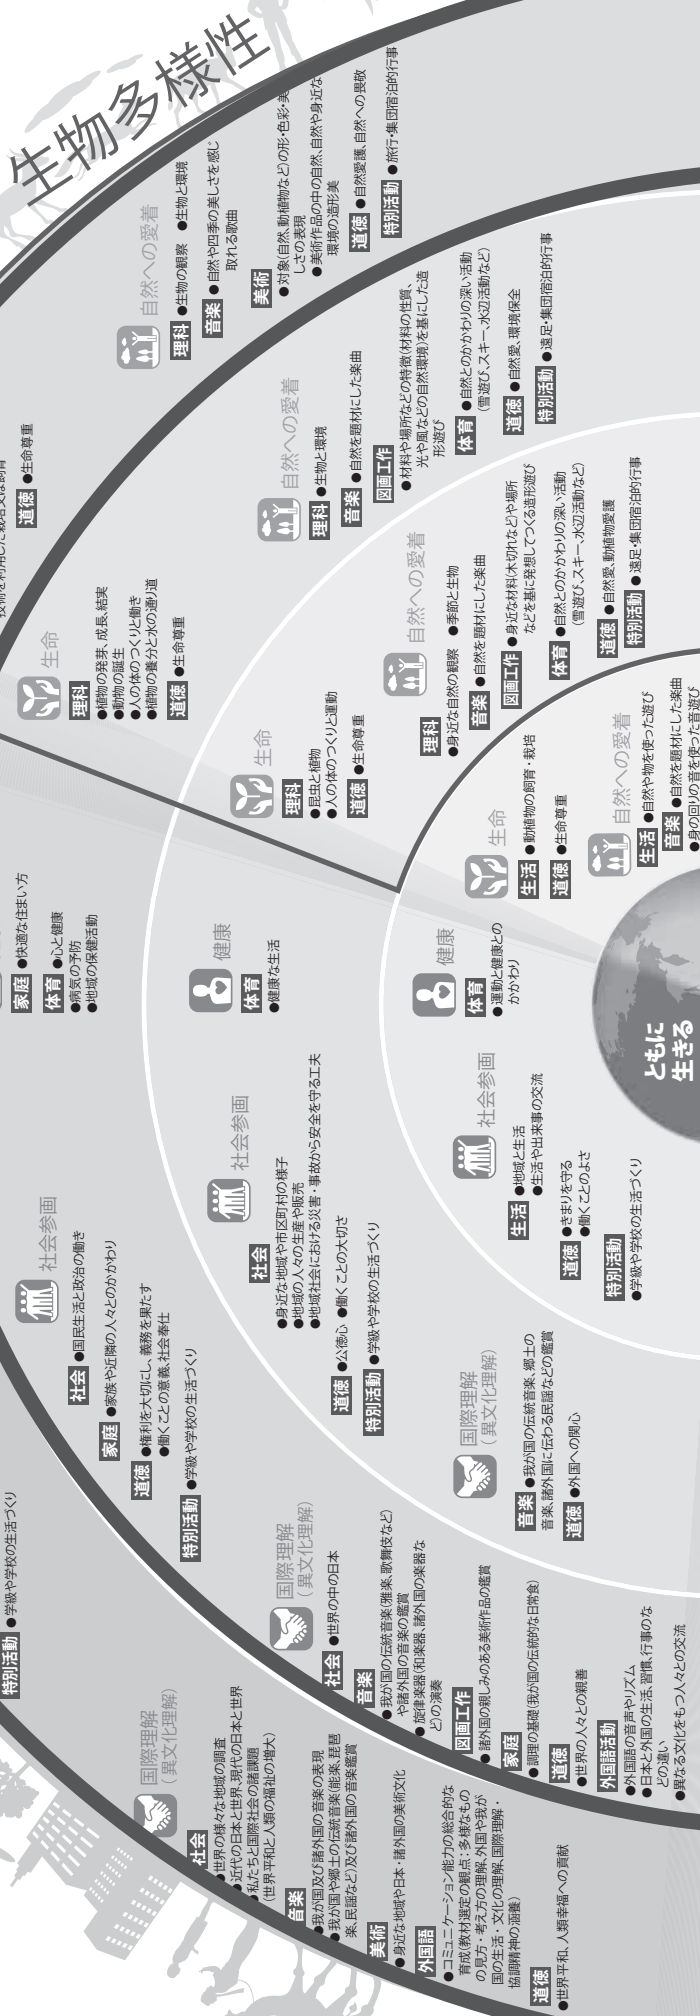 生物多様性
自然への愛着
理科
●生物の観察　●生物と環境
音楽
●自然や四季の美しさを感じ
取れる歌曲
美術
●対象(自然、動植物など)の形・色彩・美
しさの表現
●美術作品の中の自然、自然や身近な
環境の造形美
道徳 ●自然愛護、自然への畏敬
特別活動 ●旅行・集団宿泊的行事
道徳 ●生命尊重
自然への愛着
理科 ●生物と環境
音楽 ●自然を題材にした楽曲
図画工作
●材料や場所などの特徴(材料の性質、
光や風などの自然環境)を基にした造
形遊び
体育 ●自然とのかかわりの深い活動
(雪遊び、スキー、水辺活動など)
道徳 ●自然愛、環境保全
特別活動 ●遠足・集団宿泊的行事
生命
理科
●植物の発芽、成長、結実
●動物の誕生
●人の体のつくりと働き
●植物の養分と水の通り道
道徳 ●生命尊重
自然への愛着
理科
●身近な自然の観察　●季節と生物
音楽 ●自然を題材にした楽曲
図画工作 ●身近な材料(木切れなど)や場所
などを基に発想してつくる造形遊び
体育 ●自然とのかかわりの深い活動
(雪遊び、スキー、水辺活動など)
道徳 ●自然愛、動植物愛護
特別活動 ●遠足・集団宿泊的行事
生命
理科
●昆虫と植物
●人の体のつくりと運動
道徳 ●生命尊重
生命
生活 ●動植物の飼育・栽培
道徳 ●生命尊重
自然への愛着
生活 ●自然や物を使った遊び
音楽 ●自然を題材にした楽曲
●身の回りの音を使った音遊び
家庭 ●快適な住まい方
体育 ●心と健康
●病気の予防
●地域の保健活動
健康
体育
●健康な生活
健康
体育
●運動と健康との
かかわり
ともに
生きる
社会参画
社会 ●国民生活と政治の働き
家庭 ●家族や近隣の人々とのかかわり
道徳 ●権利を大切にし、義務を果たす
●働くことの意義、社会奉仕
特別活動 ●学級や学校の生活づくり
社会参画
社会
●身近な地域や市区町村の様子
●地域の人々の生産や販売
●地域社会における災害・事故から安全を守る工夫
道徳 ●公徳心　●働くことの大切さ
特別活動 ●学級や学校の生活づくり
社会参画
生活 ●地域と生活
●生活や出来事の交流
道徳 ●きまりを守る
●働くことのよさ
特別活動
●学級や学校の生活づくり
特別活動 ●学級や学校の生活づくり
国際理解
(異文化理解)
社会
●世界の様々な地域の調査
●近代の日本と世界、現代の日本と世界
●私たちと国際社会の諸課題
(世界平和と人類の福祉の増大)
音楽
●我が国及び諸外国の音楽の表現
●我が国や郷土の伝統音楽(能楽、琵琶
楽、民謡など)及び諸外国の音楽鑑賞
美術
●身近な地域や日本・諸外国の美術文化
外国語
●コミュニケーション能力の総合的な
育成(教材選定の観点：多様なもの
の見方・考え方の理解、外国や我が
国の生活・文化の理解、国際理解・
協調精神の涵養)
道徳
●世界平和、人類幸福への貢献
国際理解
(異文化理解)
社会 ●世界の中の日本
音楽
●我が国の伝統音楽(雅楽、歌舞伎など)
や諸外国の音楽の鑑賞
●旋律楽器(和楽器、諸外国の楽器な
ど)の演奏
図画工作
●諸外国の親しみのある美術作品の鑑賞
家庭
●調理の基礎(我が国の伝統的な日常食)
道徳
●世界の人々との親善
外国語活動
●外国語の音声やリズム
●日本と外国の生活、習慣、行事のな
どの違い
●異なる文化をもつ人々との交流
国際理解
(異文化理解)
音楽 ●我が国の伝統音楽、郷土の
音楽、諸外国に伝わる民謡などの鑑賞
道徳 ●外国への関心